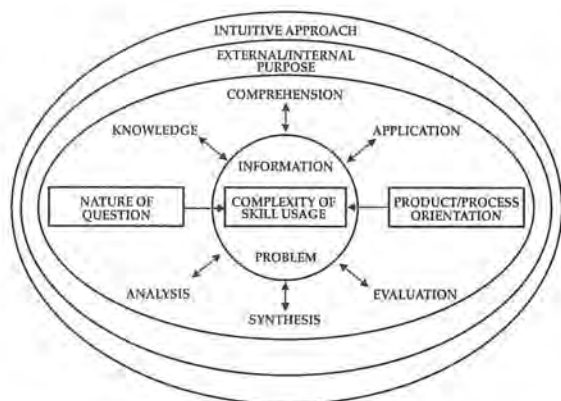 INTUITIVE APPROACH
EXTERNAL/INTERNAL
PURPOSE
COMPREHENSION
KNOWLEDGE
APPLICATION
INFORMATION
NATURE OF
QUESTION
COMPLEXITY OF
SKILL USAGE
PRODUCT/PROCESS
ORIENTATION
PROBLEM
ANALYSIS
EVALUATION
SYNTHESIS